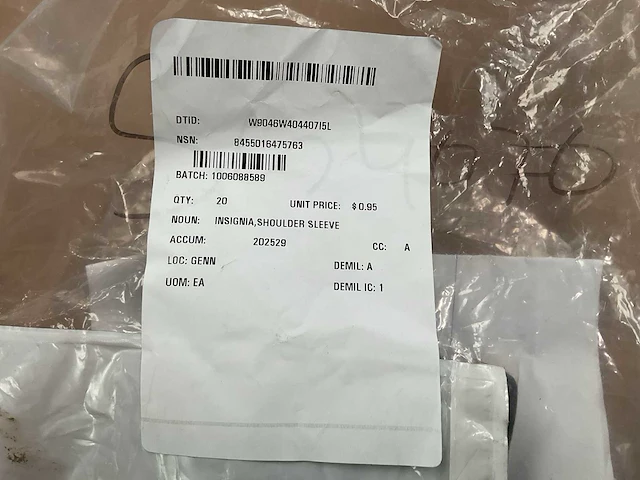 DTID: W9046W404407I5L
NSN: 8455016475763
BATCH: 1006088589
QTY: 20 UNIT PRICE: $ 0.95
NOUN: INSIGNIA,SHOULDER SLEEVE
ACCUM: 202529 CC: A
LOC: GENN DEMIL: A
UOM: EA DEMIL IC: 1